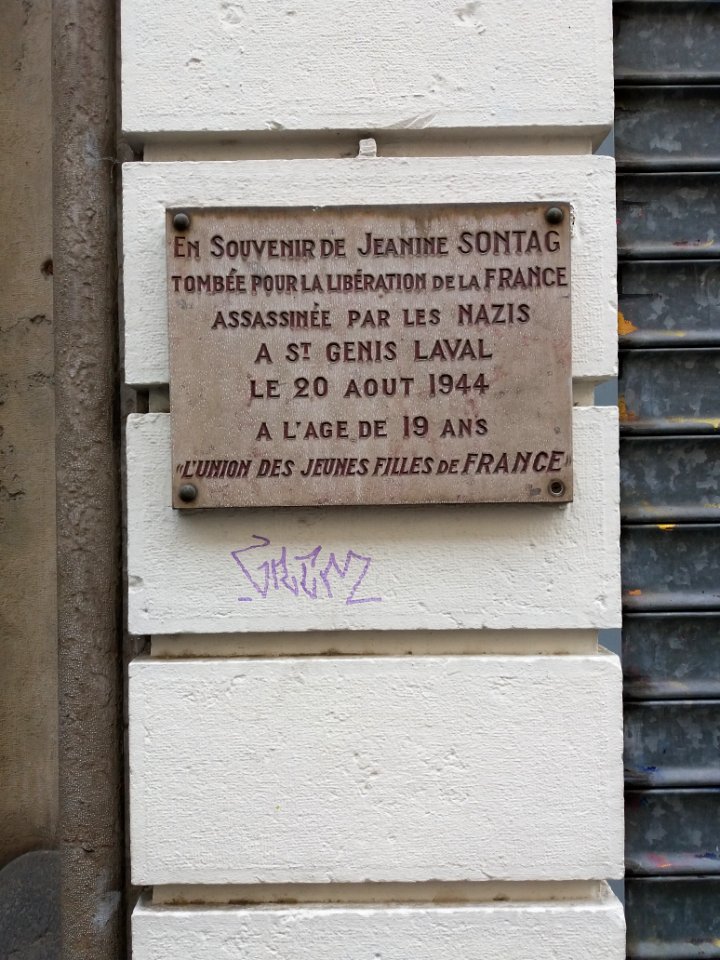 EN SOUVENIR DE JEANINE SONTAG
TOMBÉE POUR LA LIBÉRATION DE LA FRANCE
ASSASSINÉE PAR LES NAZIS
A ST GENIS LAVAL
LE 20 AOUT 1944
A L'AGE DE 19 ANS
"L'UNION DES JEUNES FILLES DE FRANCE"